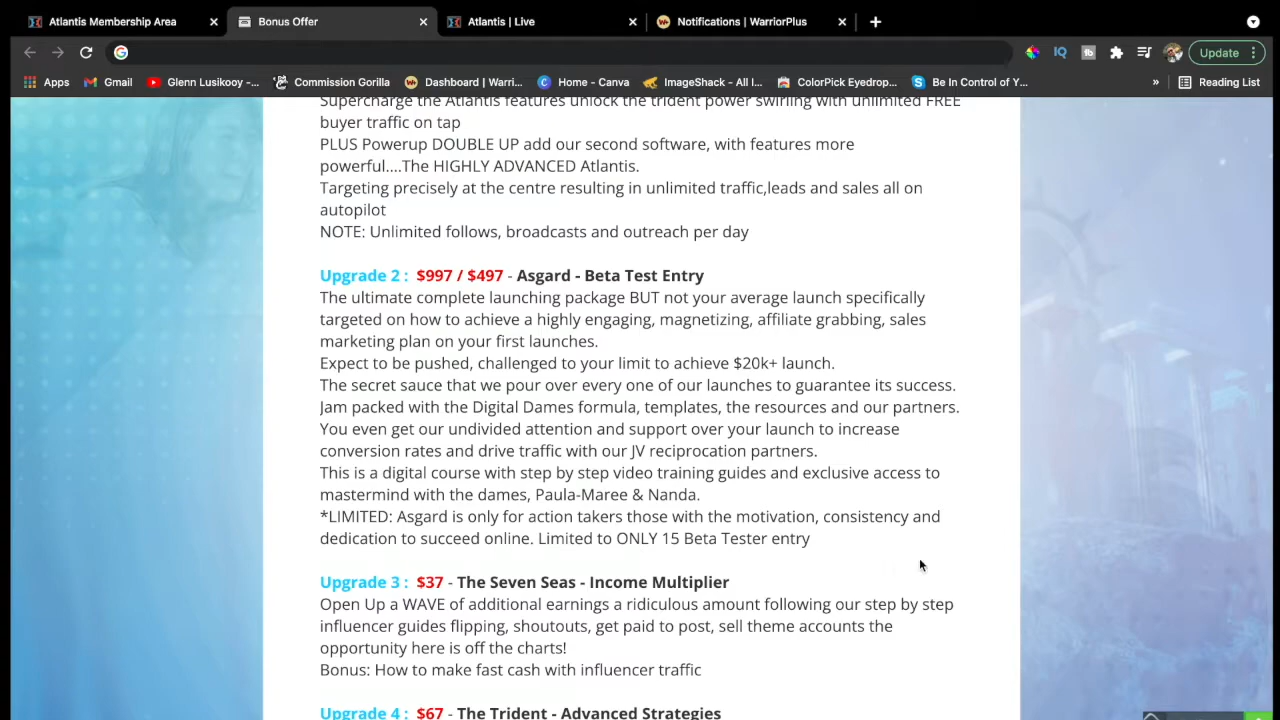 Atlantis Membership Area
Bonus Offer
Atlantis | Live
Notifications | WarriorPlus
Update
Apps
Gmail
Glenn Lusikooy -...
Commission Gorilla
Dashboard | Warri...
Home - Canva
ImageShack - All I...
ColorPick Eyedrop...
Be In Control of Y...
»
Reading List
Supercharge the Atlantis features unlock the trident power swirling with unlimited FREE
buyer traffic on tap
PLUS Powerup DOUBLE UP add our second software, with features more
powerful....The HIGHLY ADVANCED Atlantis.
Targeting precisely at the centre resulting in unlimited traffic,leads and sales all on
autopilot
NOTE: Unlimited follows, broadcasts and outreach per day
Upgrade 2 : $997 / $497 - Asgard - Beta Test Entry
The ultimate complete launching package BUT not your average launch specifically
targeted on how to achieve a highly engaging, magnetizing, affiliate grabbing, sales
marketing plan on your first launches.
Expect to be pushed, challenged to your limit to achieve $20k+ launch.
The secret sauce that we pour over every one of our launches to guarantee its success.
Jam packed with the Digital Dames formula, templates, the resources and our partners.
You even get our undivided attention and support over your launch to increase
conversion rates and drive traffic with our JV reciprocation partners.
This is a digital course with step by step video training guides and exclusive access to
mastermind with the dames, Paula-Maree & Nanda.
*LIMITED: Asgard is only for action takers those with the motivation, consistency and
dedication to succeed online. Limited to ONLY 15 Beta Tester entry
Upgrade 3 : $37 - The Seven Seas - Income Multiplier
Open Up a WAVE of additional earnings a ridiculous amount following our step by step
influencer guides flipping, shoutouts, get paid to post, sell theme accounts the
opportunity here is off the charts!
Bonus: How to make fast cash with influencer traffic
Upgrade 4 : $67 - The Trident - Advanced Strategies